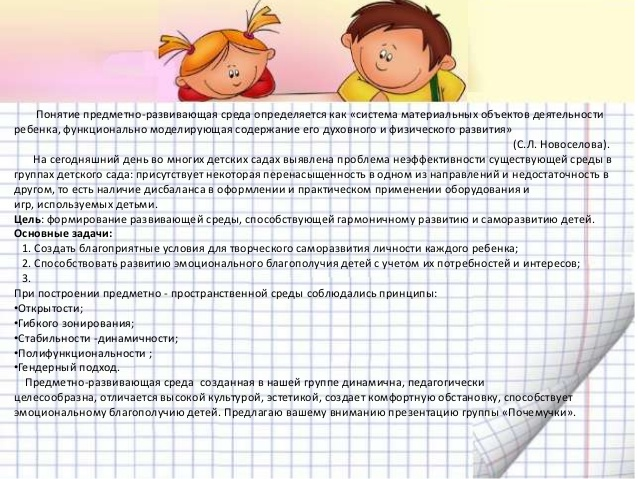 Понятие предметно-развивающая среда определяется как «система материальных объектов деятельности
ребенка, функционально моделирующая содержание его духовного и физического развития»
(С.Л. Новоселова).
На сегодняшний день во многих детских садах выявлена проблема неэффективности существующей среды в
группах детского сада: присутствует некоторая перенасыщенность в одном из направлений и недостаточность в
другом, то есть наличие дисбаланса в оформлении и практическом применении оборудования и
игр, используемых детьми.
Цель: формирование развивающей среды, способствующей гармоничному развитию и саморазвитию детей.
Основные задачи:
1. Создать благоприятные условия для творческого саморазвития личности каждого ребенка;
2. Способствовать развитию эмоционального благополучия детей с учетом их потребностей и интересов;
3.
При построении предметно - пространственной среды соблюдались принципы:
•Открытости;
•Гибкого зонирования;
•Стабильности -динамичности;
•Полифункциональности ;
•Гендерный подход.
Предметно-развивающая среда созданная в нашей группе динамична, педагогически
целесообразна, отличается высокой культурой, эстетикой, создает комфортную обстановку, способствует
эмоциональному благополучию детей. Предлагаю вашему вниманию презентацию группы «Почемучки».